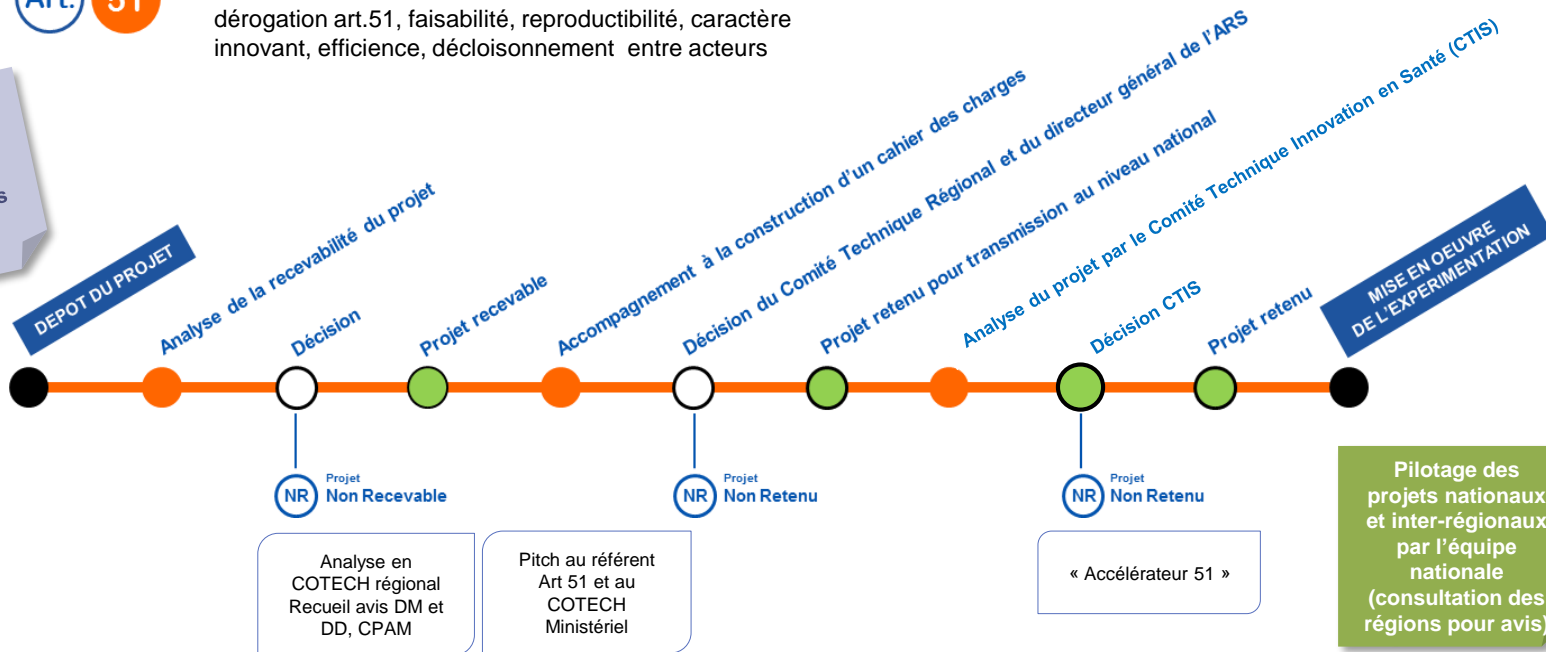 Art. 51
dérogation art.51, faisabilité, reproductibilité, caractère
innovant, efficience, décloisonnement entre acteurs
s
DEPOT DU PROJET
Analyse de la recevabilité du projet
Décision
Projet recevable
Accompagnement à la construction d'un cahier des charges
Décision du Comité Technique Régional et du directeur général de l'ARS
Projet retenu pour transmission au niveau national
Analyse du projet par le Comité Technique Innovation en Santé (CTIS)
Décision CTIS
Projet retenu
MISE EN OEUVRE
DE L'EXPERIMENTATION
NR
Projet
Non Recevable
NR
Projet
Non Retenu
NR
Projet
Non Retenu
Analyse en
COTECH régional
Recueil avis DM et
DD, CPAM
Pitch au référent
Art 51 et au
COTECH
Ministériel
« Accélérateur 51 »
Pilotage des
projets nationaux
et inter-régionaux
par l'équipe
nationale
(consultation des
régions pour avis)